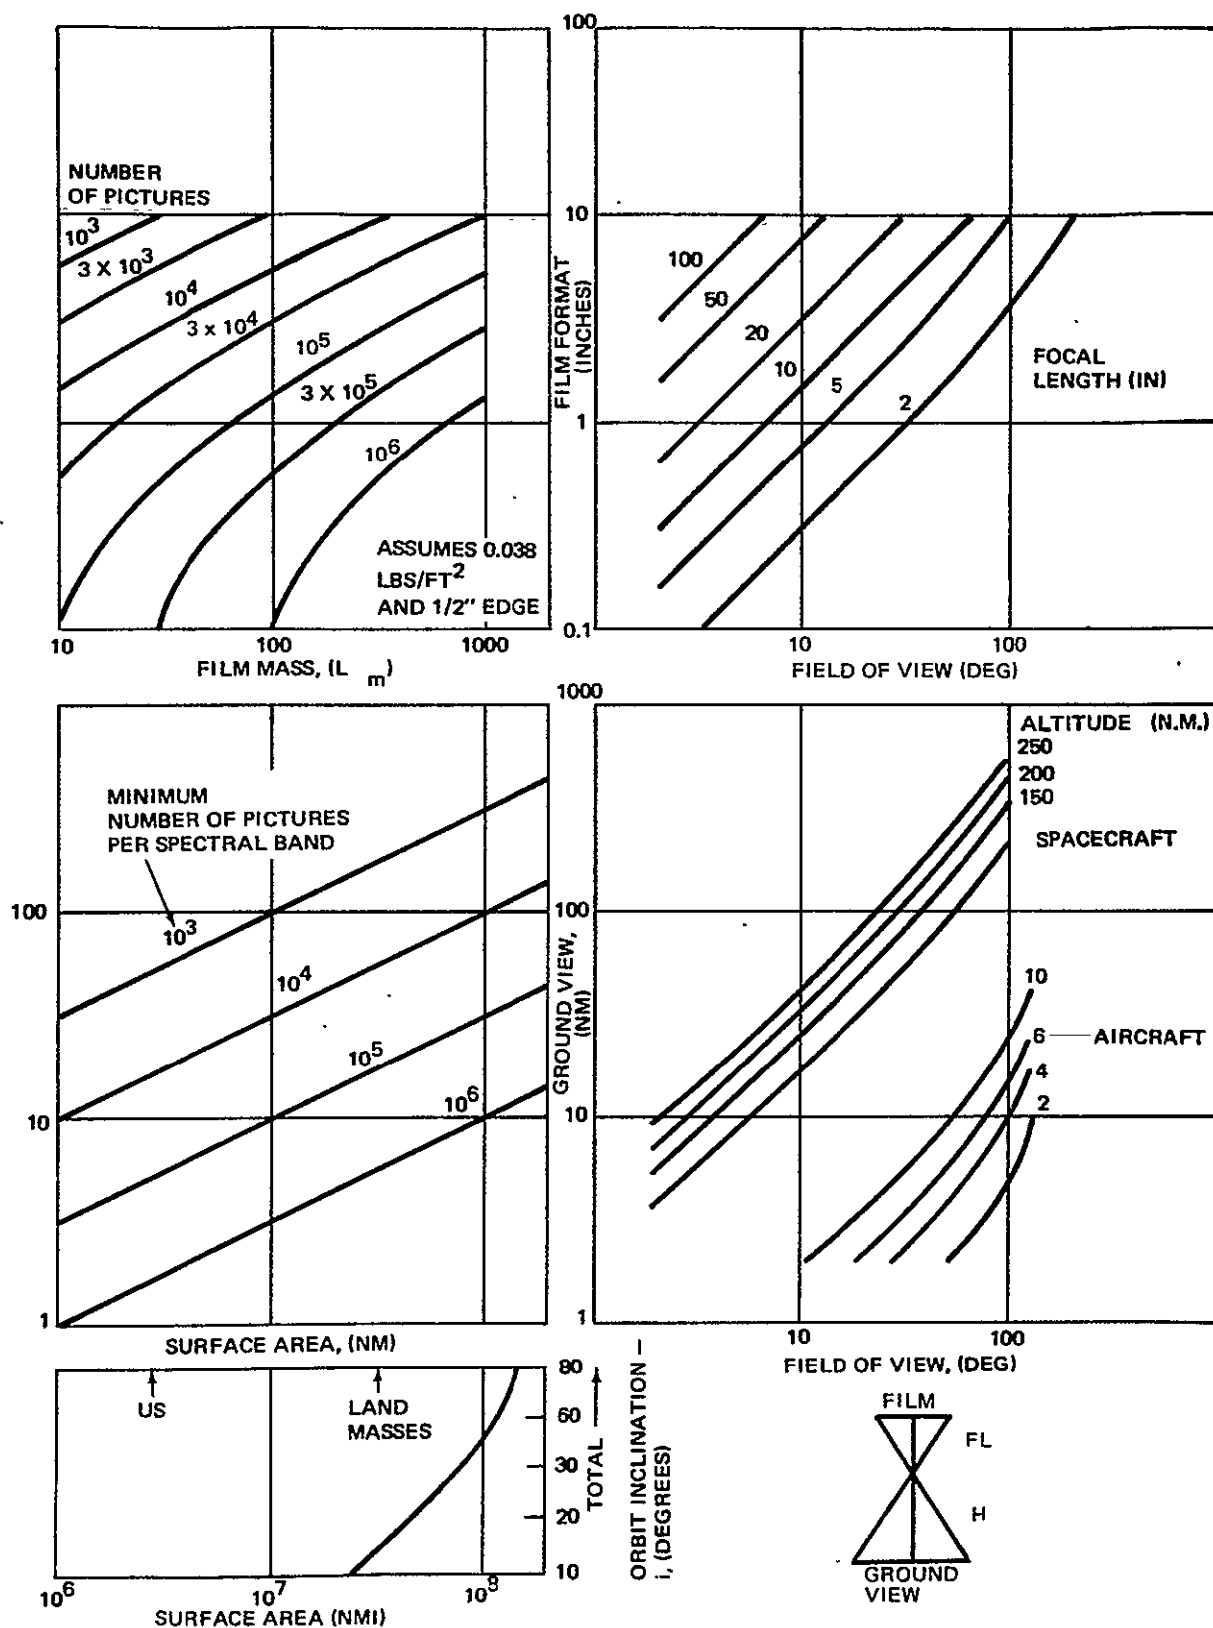 NUMBER
OF PICTURES
10³
3 X 10³
10⁴
3 x 10⁴
10⁵
3 X 10⁵
10⁶
ASSUMES 0.038
LBS/FT²
AND 1/2" EDGE
10
100
1000
FILM MASS, (L m)
100
10
1
0.1
FILM FORMAT
(INCHES)
100
50
20
10
5
2
FOCAL
LENGTH (IN)
10
100
FIELD OF VIEW (DEG)
MINIMUM
NUMBER OF PICTURES
PER SPECTRAL BAND
10³
10⁴
10⁵
10⁶
100
10
1
SURFACE AREA, (NM)
1000
100
10
1
GROUND VIEW,
(NM)
ALTITUDE (N.M.)
250
200
150
SPACECRAFT
10
6
AIRCRAFT
4
2
10
100
FIELD OF VIEW, (DEG)
US
LAND
MASSES
80
60
30
20
10
TOTAL
ORBIT INCLINATION –
i, (DEGREES)
10⁶
10⁷
10⁸
SURFACE AREA (NMI)
FILM
FL
H
GROUND
VIEW